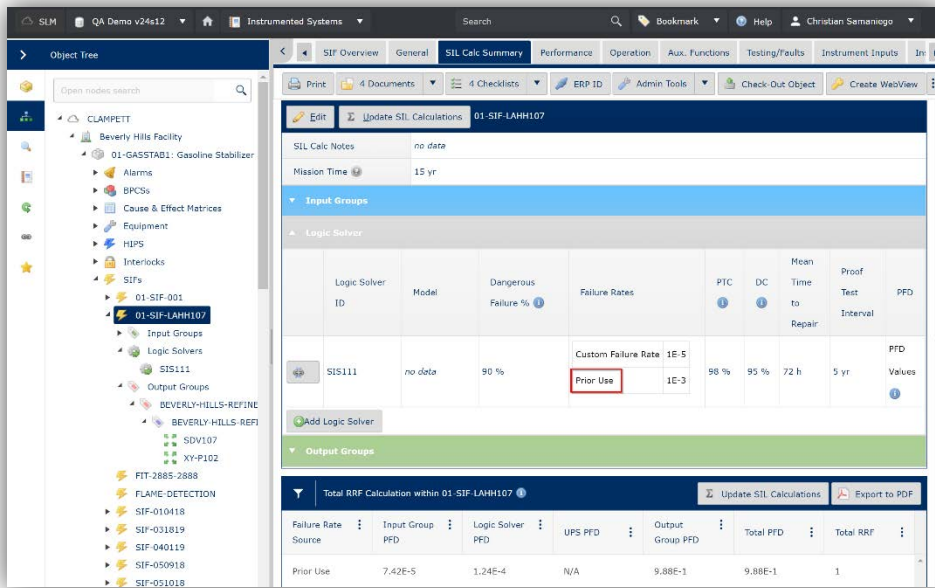 SLM QA Demo v24s12 Instrumented Systems Search Bookmark Help Christian Samaniego
Object Tree
SIF Overview General SIL Calc Summary Performance Operation Aux. Functions Testing/Faults Instrument Inputs In
Print 4 Documents 4 Checklists ERP ID Admin Tools Check-Out Object Create WebView
Open nodes search
CLAMPETT
Beverly Hills Facility
01-GASSTAB1: Gasoline Stabilizer
Alarms
BPCSs
Cause & Effect Matrices
Equipment
HIPS
Interlocks
SIFs
01-SIF-001
01-SIF-LAHH107
Input Groups
Logic Solvers
SIS111
Output Groups
BEVERLY-HILLS-REFINE
BEVERLY-HILLS-REFI
SDV107
XY-P102
FIT-2885-2888
FLAME-DETECTION
SIF-010418
SIF-031819
SIF-040119
SIF-050918
SIF-051018
Edit Σ Update SIL Calculations 01-SIF-LAHH107
SIL Calc Notes no data
Mission Time 15 yr
Input Groups
Logic Solver
Logic Solver ID Model Dangerous Failure % Failure Rates PTC DC Mean Time to Repair Proof Test Interval PFD
SIS111 no data 90 % Custom Failure Rate 1E-5 98 % 95 % 72 h 5 yr PFD Values
Prior Use 1E-3
Add Logic Solver
Output Groups
Total RRF Calculation within 01-SIF-LAHH107 Σ Update SIL Calculations Export to PDF
Failure Rate Source Input Group PFD Logic Solver PFD UPS PFD Output Group PFD Total PFD Total RRF
Prior Use 7.42E-5 1.24E-4 N/A 9.88E-1 9.88E-1 1